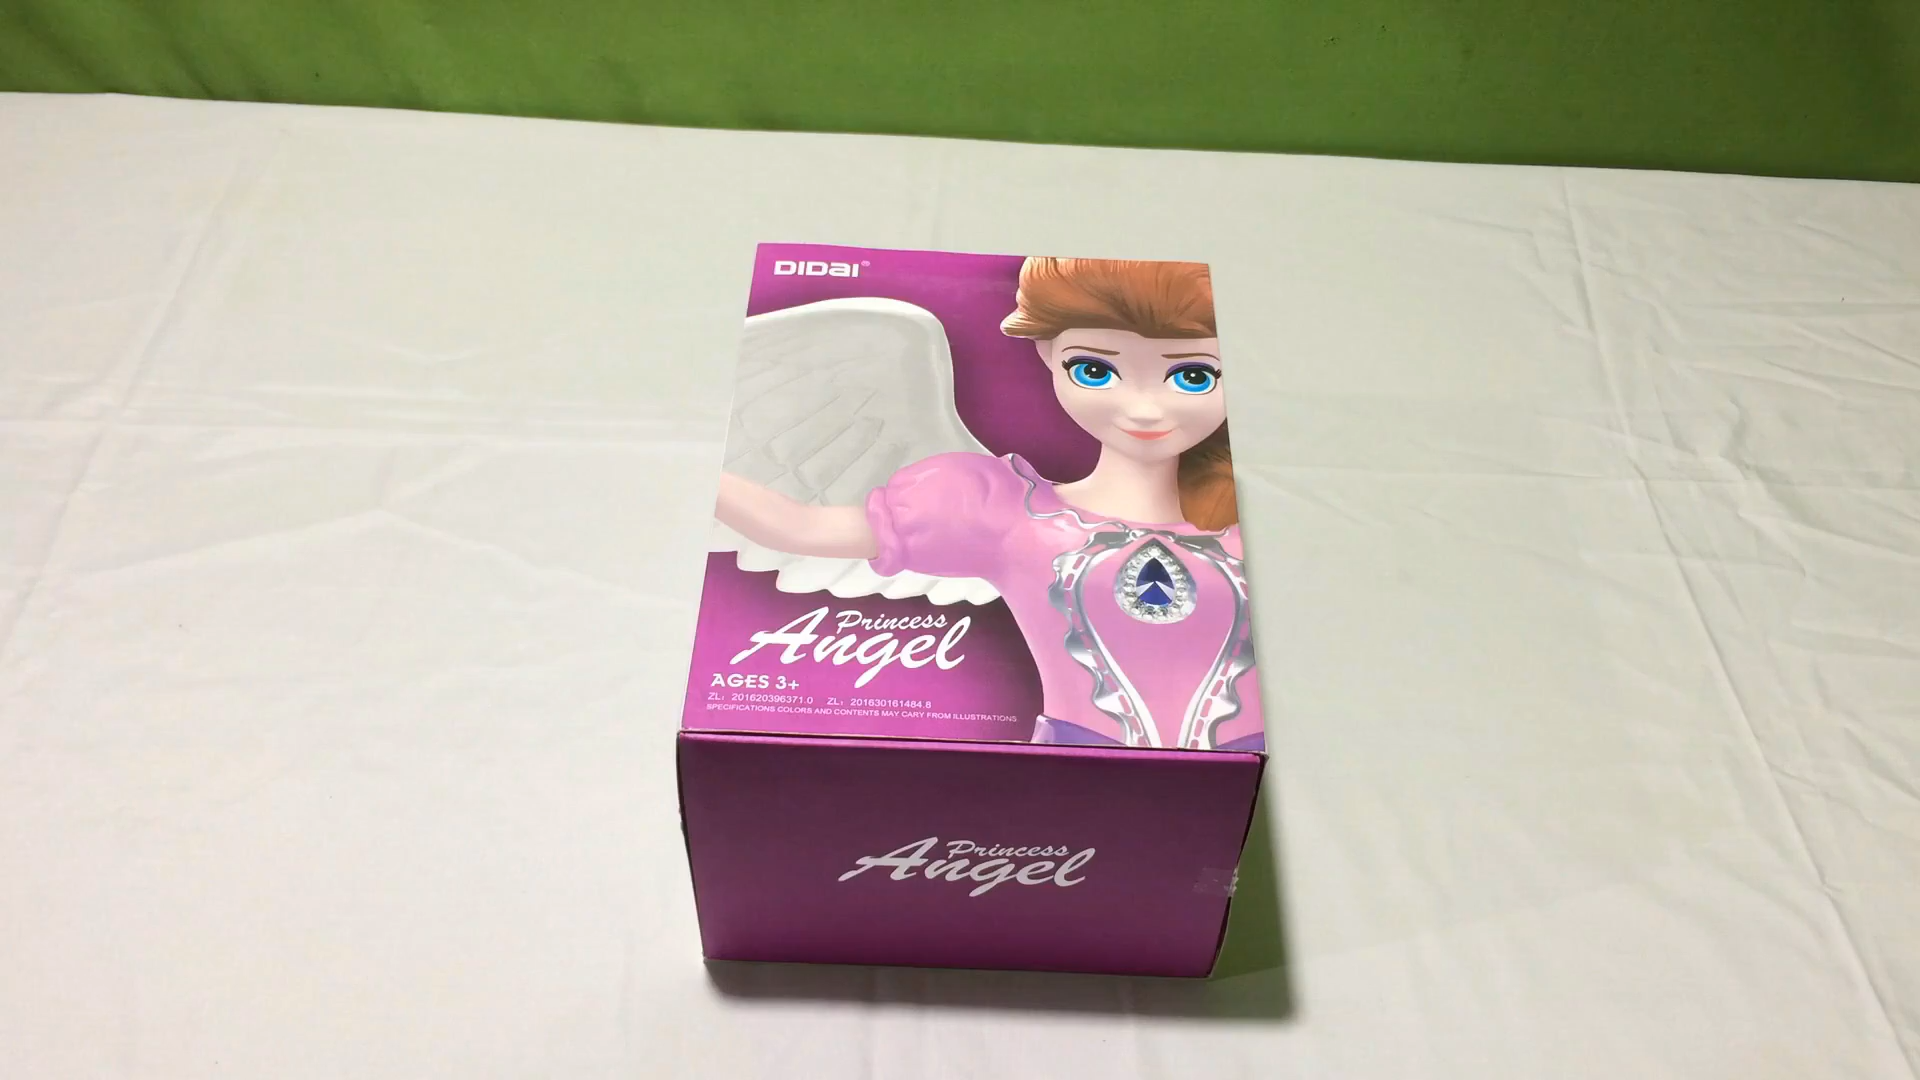 DIDai®
Princess
Angel
AGES 3+
ZL: 201620396371.0 ZL: 201630161484.8
SPECIFICATIONS COLORS AND CONTENTS MAY CARY FROM ILLUSTRATIONS
Princess
Angel